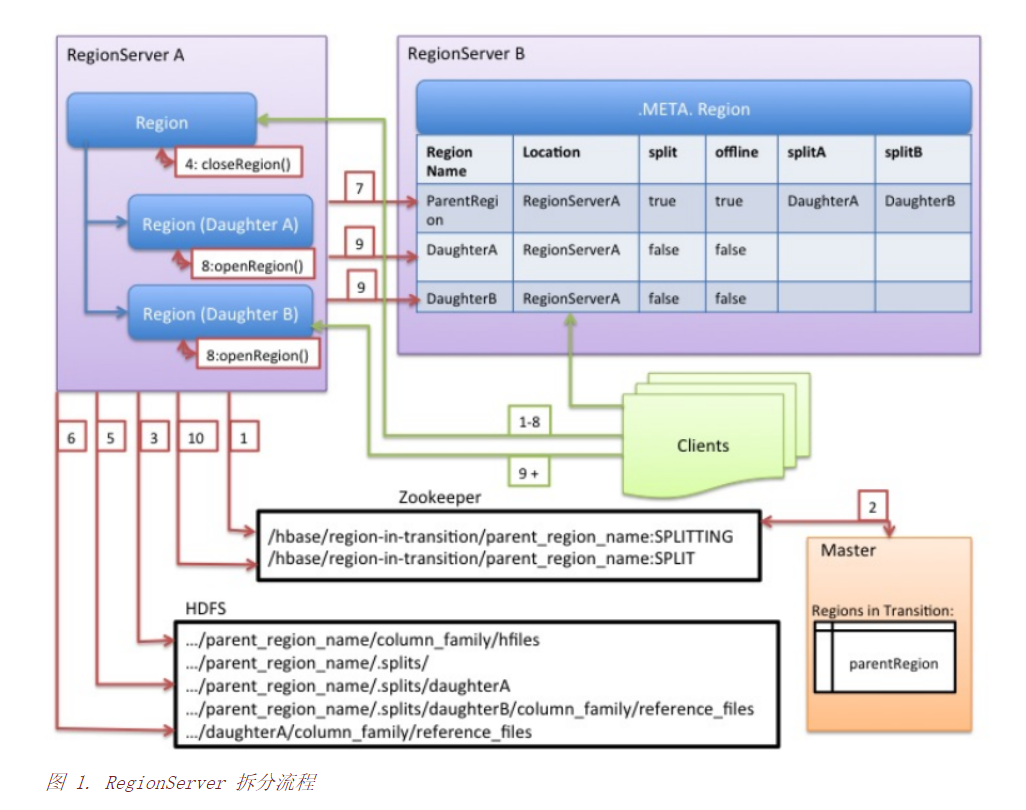 RegionServer A
Region
4: closeRegion()
Region (Daughter A)
8:openRegion()
Region (Daughter B)
8:openRegion()
7
9
9
RegionServer B
.META. Region
Region Name
Location
split
offline
splitA
splitB
ParentRegi
on
RegionServerA
true
true
DaughterA
DaughterB
DaughterA
RegionServerA
false
false
DaughterB
RegionServerA
false
false
6
5
3
10
1
1-8
9 +
Clients
Zookeeper
/hbase/region-in-transition/parent_region_name:SPLITTING
/hbase/region-in-transition/parent_region_name:SPLIT
2
Master
Regions in Transition:
parentRegion
HDFS
.../parent_region_name/column_family/hfiles
.../parent_region_name/.splits/
.../parent_region_name/.splits/daughterA
.../parent_region_name/.splits/daughterB/column_family/reference_files
.../daughterA/column_family/reference_files
图 1. RegionServer 拆分流程